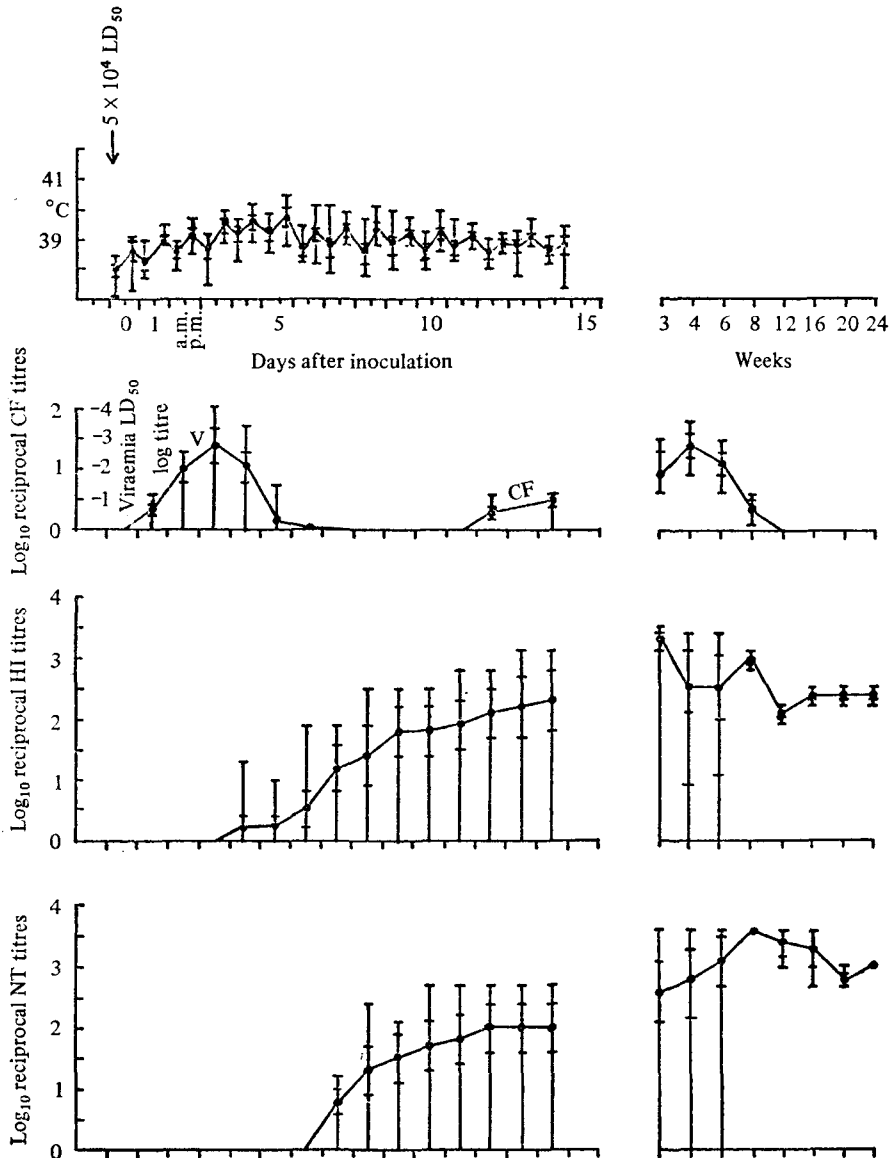 5 × 10⁴ LD₅₀
41
°C
39
0 1 a.m. p.m. 5 10 15
3 4 6 8 12 16 20 24
Days after inoculation
Weeks
Log₁₀ reciprocal CF titres
2
1
0
Viraemia LD₅₀
log titre
-4
-3
-2
-1
V
CF
Log₁₀ reciprocal HI titres
4
3
2
1
0
Log₁₀ reciprocal NT titres
4
3
2
1
0